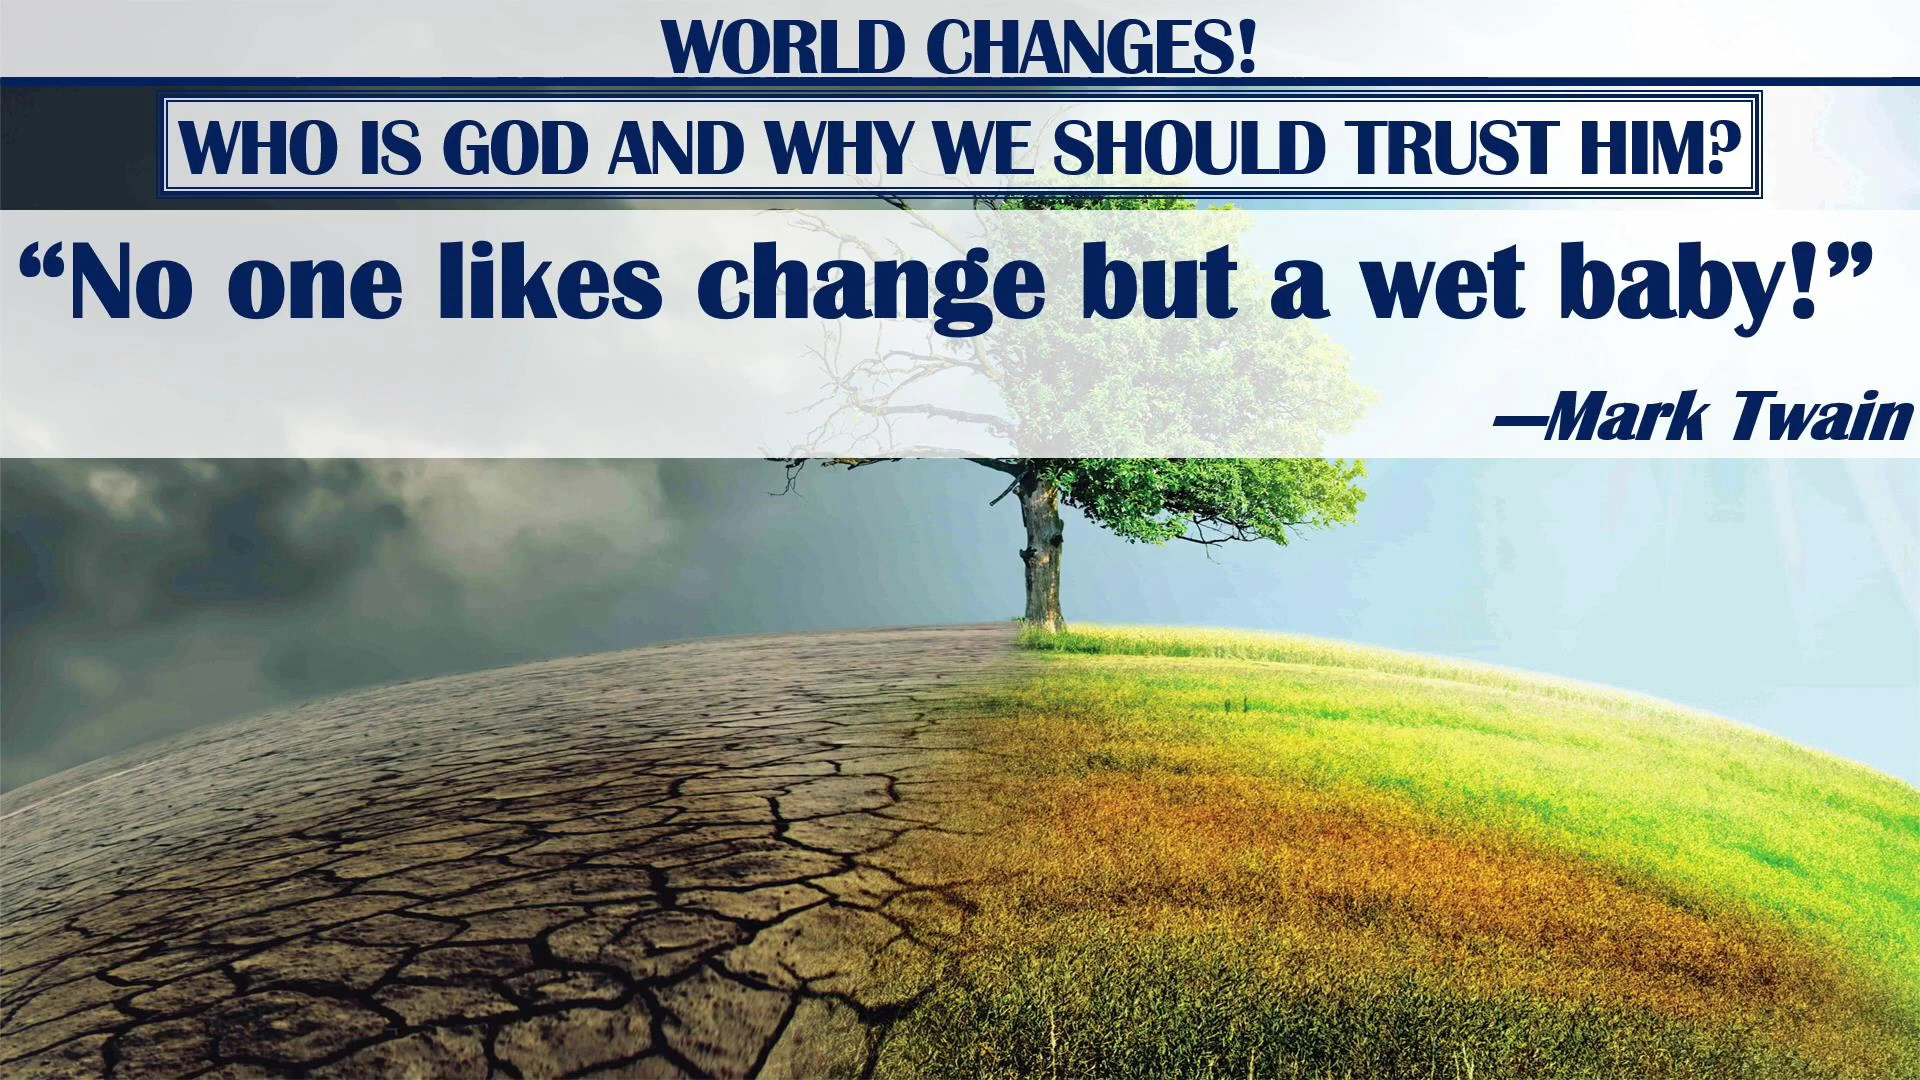 WORLD CHANGES!
WHO IS GOD AND WHY WE SHOULD TRUST HIM?
“No one likes change but a wet baby!”
—Mark Twain